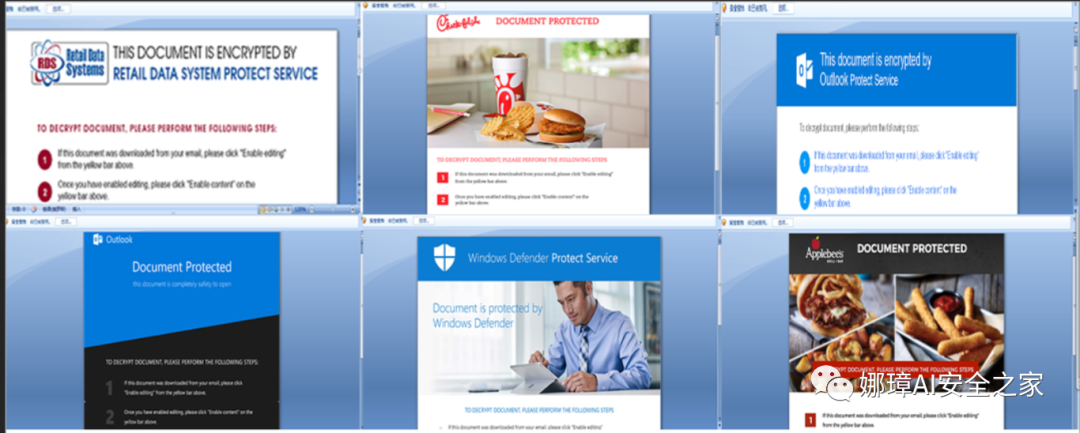 RDS
Retail Data
Systems
THIS DOCUMENT IS ENCRYPTED BY
RETAIL DATA SYSTEM PROTECT SERVICE
TO DECRYPT DOCUMENT, PLEASE PERFORM THE FOLLOWING STEPS:
1 If this document was downloaded from your email, please click "Enable editing"
from the yellow bar above.
2 Once you have enabled editing, please click "Enable content" on the
yellow bar above.
Chick-fil-A
DOCUMENT PROTECTED
TO DECRYPT DOCUMENT, PLEASE PERFORM THE FOLLOWING STEPS
1 If this document was downloaded from your email, please click "Enable editing"
from the yellow bar above.
2 Once you have enabled editing, please click "Enable content" on the
yellow bar above.
This document is encrypted by
Outlook Protect Service
To decrypt document, please perform the following steps:
1 If this document was downloaded from your email, please click "Enable editing"
from the yellow bar above.
2 Once you have enabled editing, please click "Enable content" on the
yellow bar above.
Outlook
Document Protected
this document is completely safety to open
TO DECRYPT DOCUMENT, PLEASE PERFORM THE FOLLOWING STEPS:
1 If this document was downloaded from your email, please click
"Enable editing" from the yellow bar above.
2 Once you have enabled editing, please click "Enable content" on the
yellow bar above.
Windows Defender Protect Service
Document is protected by
Windows Defender
TO DECRYPT DOCUMENT, PLEASE PERFORM THE FOLLOWING STEPS
If this document was downloaded from your email, please click "Enable editing"
Applebee's
GRILL + BAR
DOCUMENT PROTECTED
TO DECRYPT DOCUMENT, PLEASE PERFORM THE FOLLOWING STEPS
1 If this document was downloaded from your email, please click "Enable editing"
from the yellow bar above.
娜璋AI安全之家